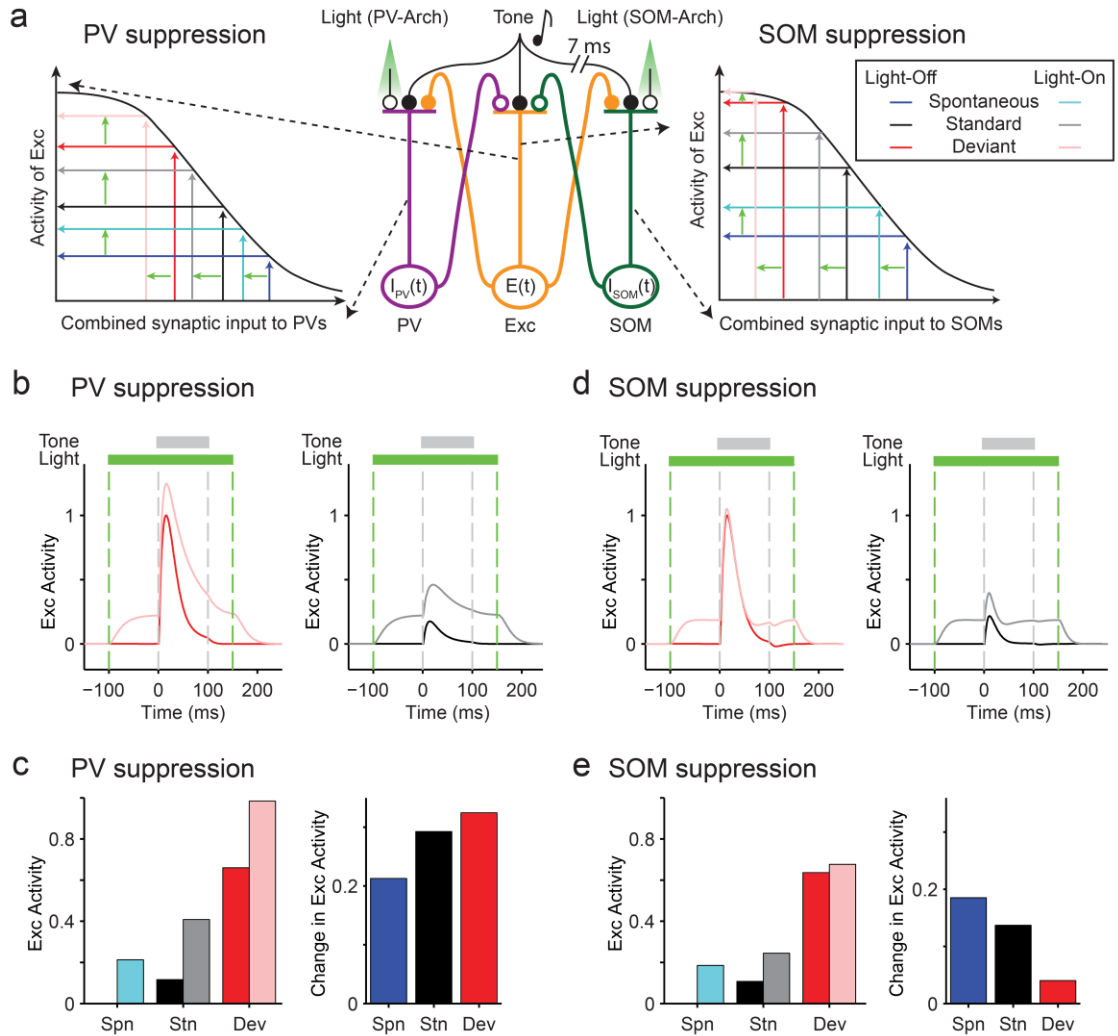 a
PV suppression
Light (PV-Arch)
Tone
Light (SOM-Arch)
7 ms
SOM suppression
Light-Off
Light-On
Spontaneous
Standard
Deviant
Activity of Exc
Combined synaptic input to PVs
I_PV(t)
E(t)
I_SOM(t)
PV
Exc
SOM
Activity of Exc
Combined synaptic input to SOMs
b PV suppression
Tone
Light
Exc Activity
1
0
−100 0 100 200
Time (ms)
Exc Activity
1
0
−100 0 100 200
Time (ms)
d SOM suppression
Tone
Light
Exc Activity
1
0
−100 0 100 200
Time (ms)
Exc Activity
1
0
−100 0 100 200
Time (ms)
c PV suppression
Exc Activity
0.8
0.4
0
Spn Stn Dev
Change in Exc Activity
0.2
0
Spn Stn Dev
e SOM suppression
Exc Activity
0.8
0.4
0
Spn Stn Dev
Change in Exc Activity
0.2
0
Spn Stn Dev